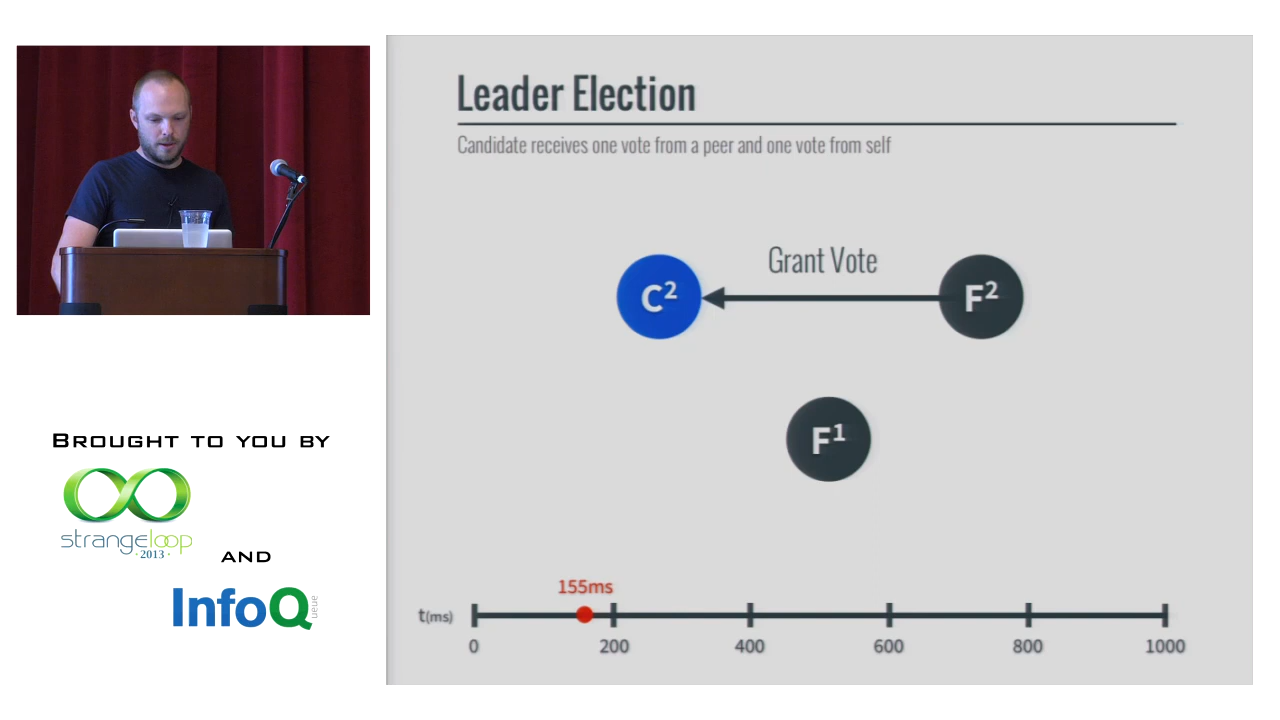 Leader Election
Candidate receives one vote from a peer and one vote from self
Grant Vote
C² F²
F¹
155ms
t(ms)
0 200 400 600 800 1000
BROUGHT TO YOU BY
strangeloop
· 2013 ·
AND
InfoQ